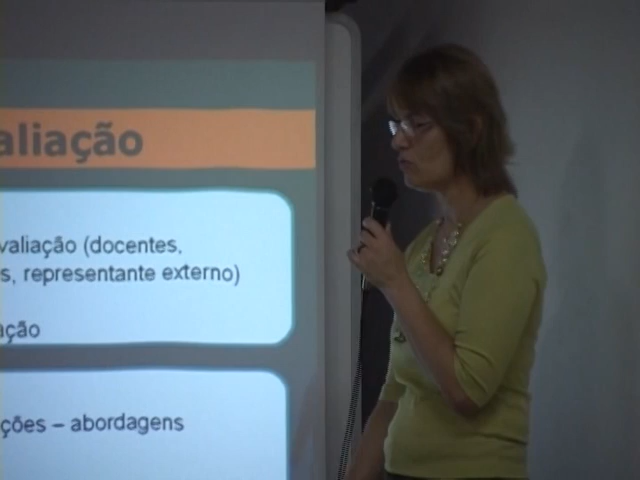 aliação
valiação (docentes,
s, representante externo)
ação
ções – abordagens